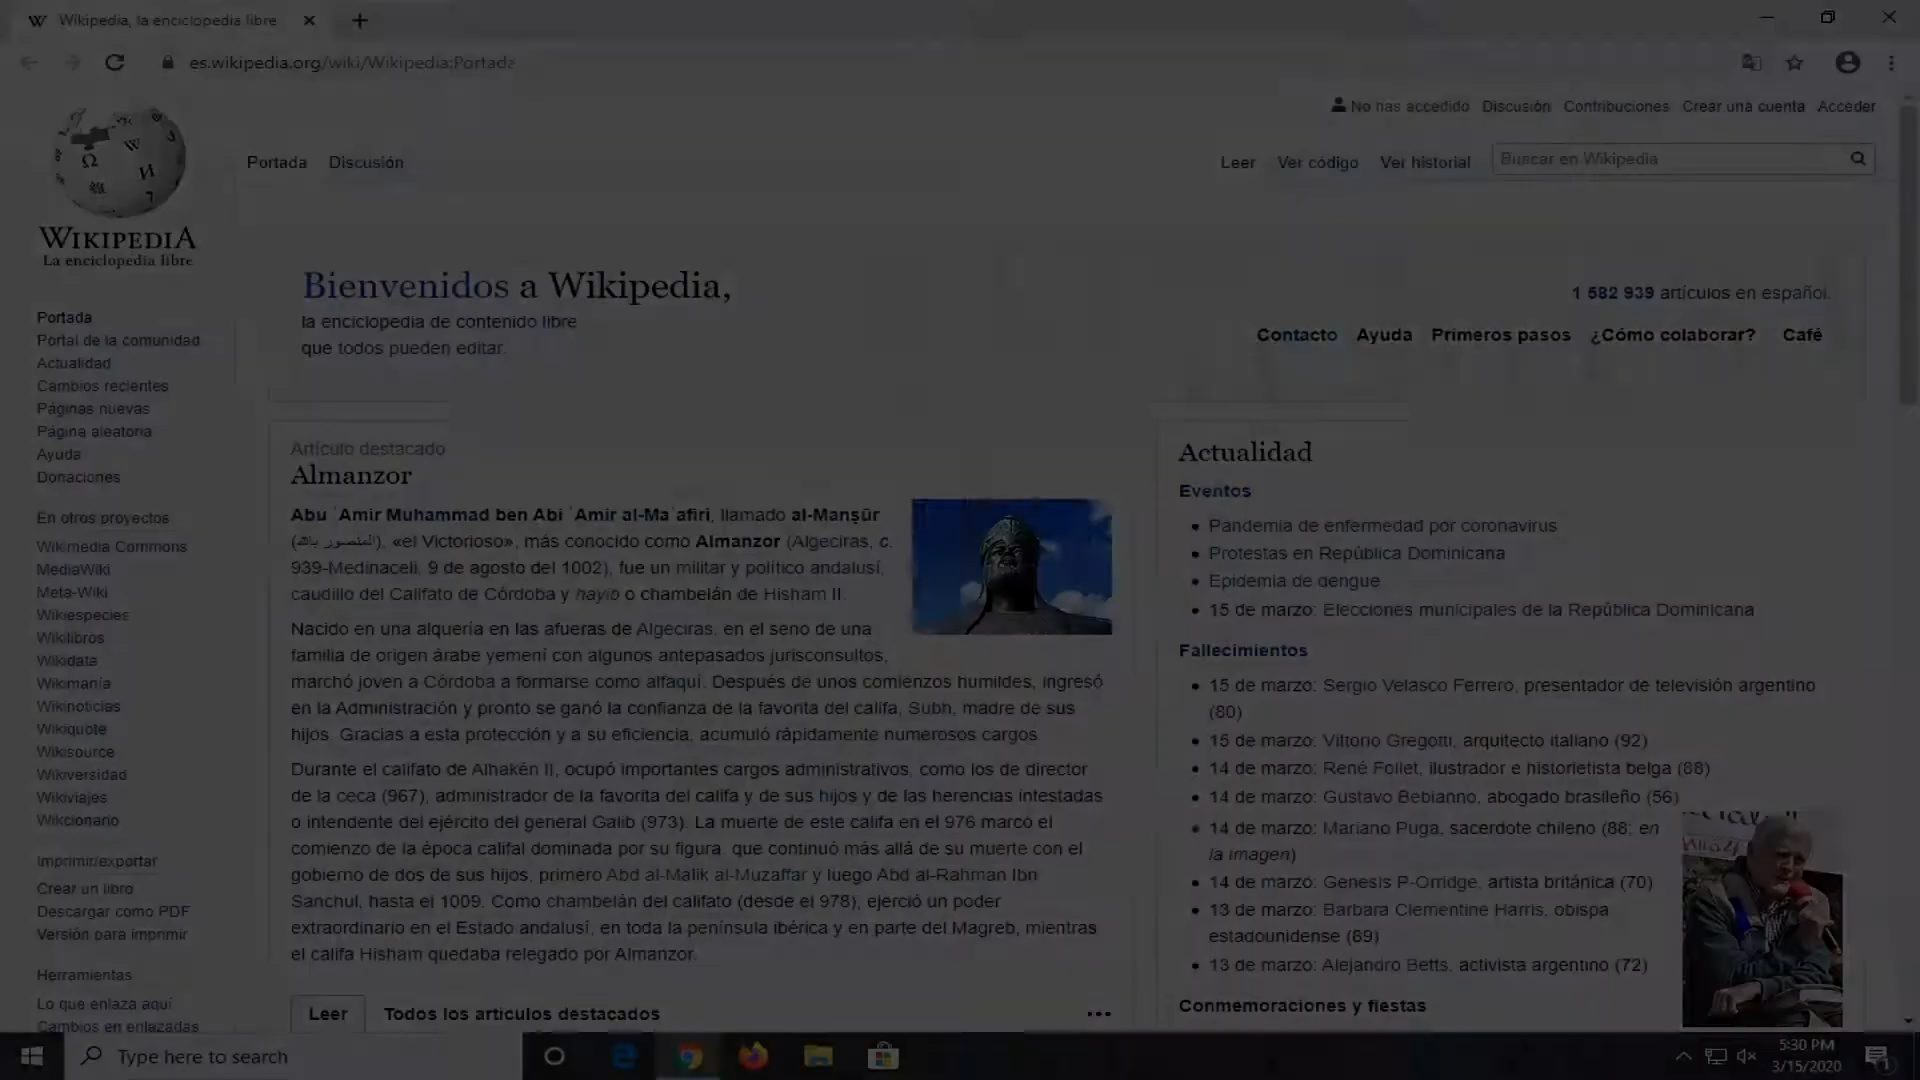 Wikipedia, la enciclopedia libre
es.wikipedia.org/wiki/Wikipedia:Portada
No has accedido Discusión Contribuciones Crear una cuenta Acceder
Portada Discusión Leer Ver código Ver historial Buscar en Wikipedia
WIKIPEDIA
La enciclopedia libre
Portada
Portal de la comunidad
Actualidad
Cambios recientes
Páginas nuevas
Página aleatoria
Ayuda
Donaciones
En otros proyectos
Wikimedia Commons
MediaWiki
Meta-Wiki
Wikiespecies
Wikilibros
Wikidata
Wikimanía
Wikinoticias
Wikiquote
Wikisource
Wikiversidad
Wikiviajes
Wikcionario
Imprimir/exportar
Crear un libro
Descargar como PDF
Versión para imprimir
Herramientas
Lo que enlaza aquí
Cambios en enlazadas
Bienvenidos a Wikipedia,
la enciclopedia de contenido libre
que todos pueden editar.
1 582 939 artículos en español.
Contacto Ayuda Primeros pasos ¿Cómo colaborar? Café
Artículo destacado
Almanzor
Abu ʿAmir Muhammad ben Abi ʿAmir al-Maʿafirí, llamado al-Manṣūr
(المنصور بالله), «el Victorioso», más conocido como Almanzor (Algeciras, c.
939-Medinaceli, 9 de agosto del 1002), fue un militar y político andalusí,
caudillo del Califato de Córdoba y hayib o chambelán de Hisham II.
Nacido en una alquería en las afueras de Algeciras, en el seno de una
familia de origen árabe yemení con algunos antepasados jurisconsultos,
marchó joven a Córdoba a formarse como alfaquí. Después de unos comienzos humildes, ingresó
en la Administración y pronto se ganó la confianza de la favorita del califa, Subh, madre de sus
hijos. Gracias a esta protección y a su eficiencia, acumuló rápidamente numerosos cargos.
Durante el califato de Alhakén II, ocupó importantes cargos administrativos, como los de director
de la ceca (967), administrador de la favorita del califa y de sus hijos y de las herencias intestadas
o intendente del ejército del general Galib (973). La muerte de este califa en el 976 marcó el
comienzo de la época califal dominada por su figura, que continuó más allá de su muerte con el
gobierno de dos de sus hijos, primero Abd al-Malik al-Muzaffar y luego Abd al-Rahman Ibn
Sanchul, hasta el 1009. Como chambelán del califato (desde el 978), ejerció un poder
extraordinario en el Estado andalusí, en toda la península ibérica y en parte del Magreb, mientras
el califa Hisham quedaba relegado por Almanzor.
Leer Todos los artículos destacados
Actualidad
Eventos
Pandemia de enfermedad por coronavirus
Protestas en República Dominicana
Epidemia de dengue
15 de marzo: Elecciones municipales de la República Dominicana
Fallecimientos
15 de marzo: Sergio Velasco Ferrero, presentador de televisión argentino
(80)
15 de marzo: Vittorio Gregotti, arquitecto italiano (92)
14 de marzo: René Follet, ilustrador e historietista belga (88)
14 de marzo: Gustavo Bebianno, abogado brasileño (56)
14 de marzo: Mariano Puga, sacerdote chileno (88; en
la imagen)
14 de marzo: Genesis P-Orridge, artista británica (70)
13 de marzo: Barbara Clementine Harris, obispa
estadounidense (89)
13 de marzo: Alejandro Betts, activista argentino (72)
Conmemoraciones y fiestas
Type here to search
5:30 PM
3/15/2020
1